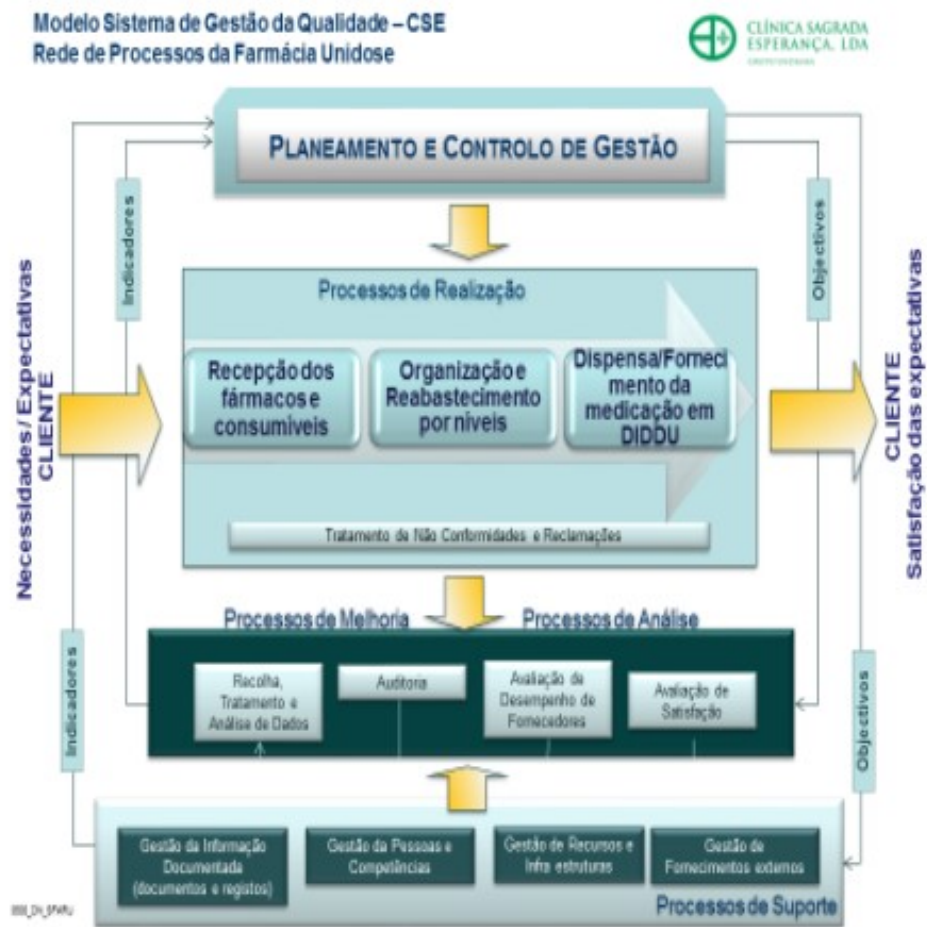 Modelo Sistema de Gestão da Qualidade – CSE
Rede de Processos da Farmácia Unidose
CLÍNICA SAGRADA
ESPERANÇA, LDA
PLANEAMENTO E CONTROLO DE GESTÃO
Indicadores
Objectivos
Necessidades / Expectativas
CLIENTE
Processos de Realização
Recepção dos
fármacos e
consumíveis
Organização e
Reabastecimento
por níveis
Dispensa/Forneci
mento da
medicação em
DIDDU
Tratamento de Não Conformidades e Reclamações
CLIENTE
Satisfação das expectativas
Processos de Melhoria
Processos de Análise
Recolha,
Tratamento e
Análise de Dados
Auditoria
Avaliação de
Desempenho de
Fornecedores
Avaliação de
Satisfação
Indicadores
Objectivos
Gestão da Informação
Documentada
(documentos e registos)
Gestão da Pessoas e
Competências
Gestão de Recursos e
Infra estruturas
Gestão de
Fornecimentos externos
Processos de Suporte